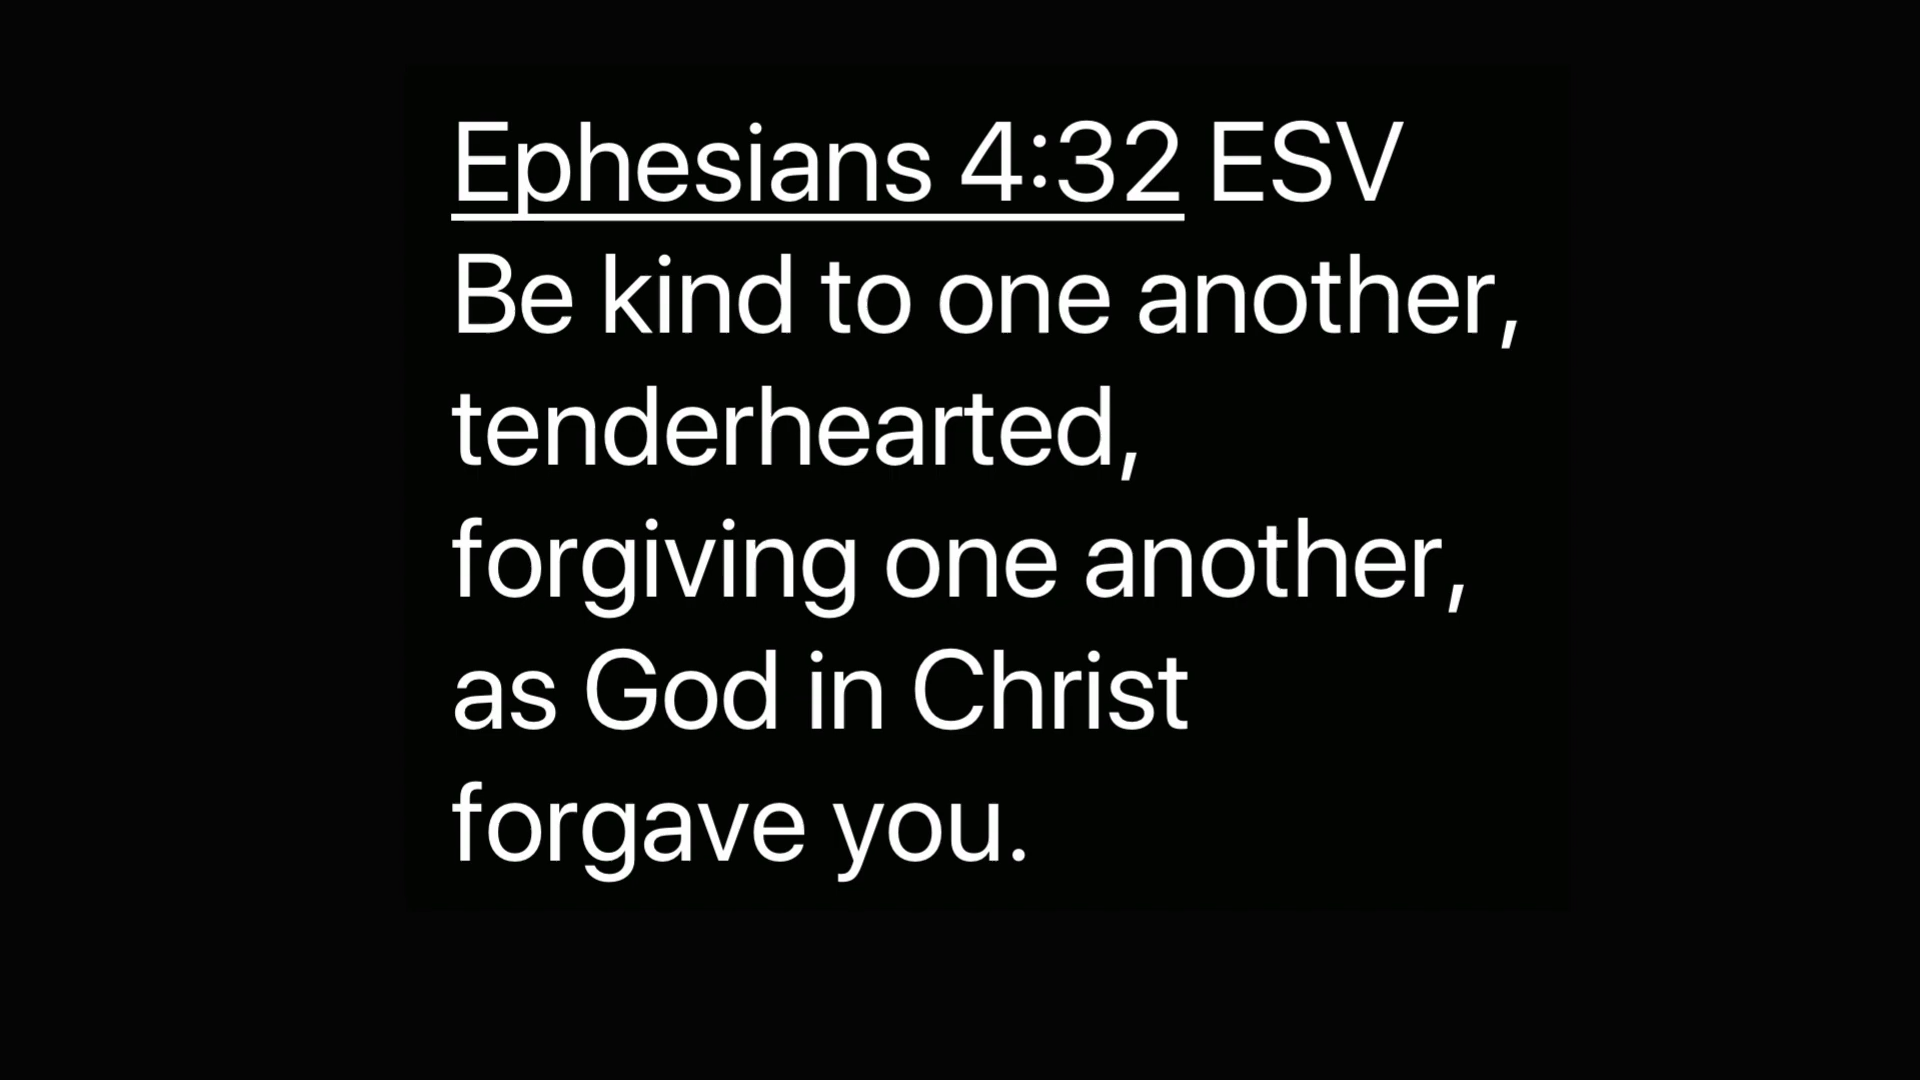 Ephesians 4:32 ESV
Be kind to one another,
tenderhearted,
forgiving one another,
as God in Christ
forgave you.